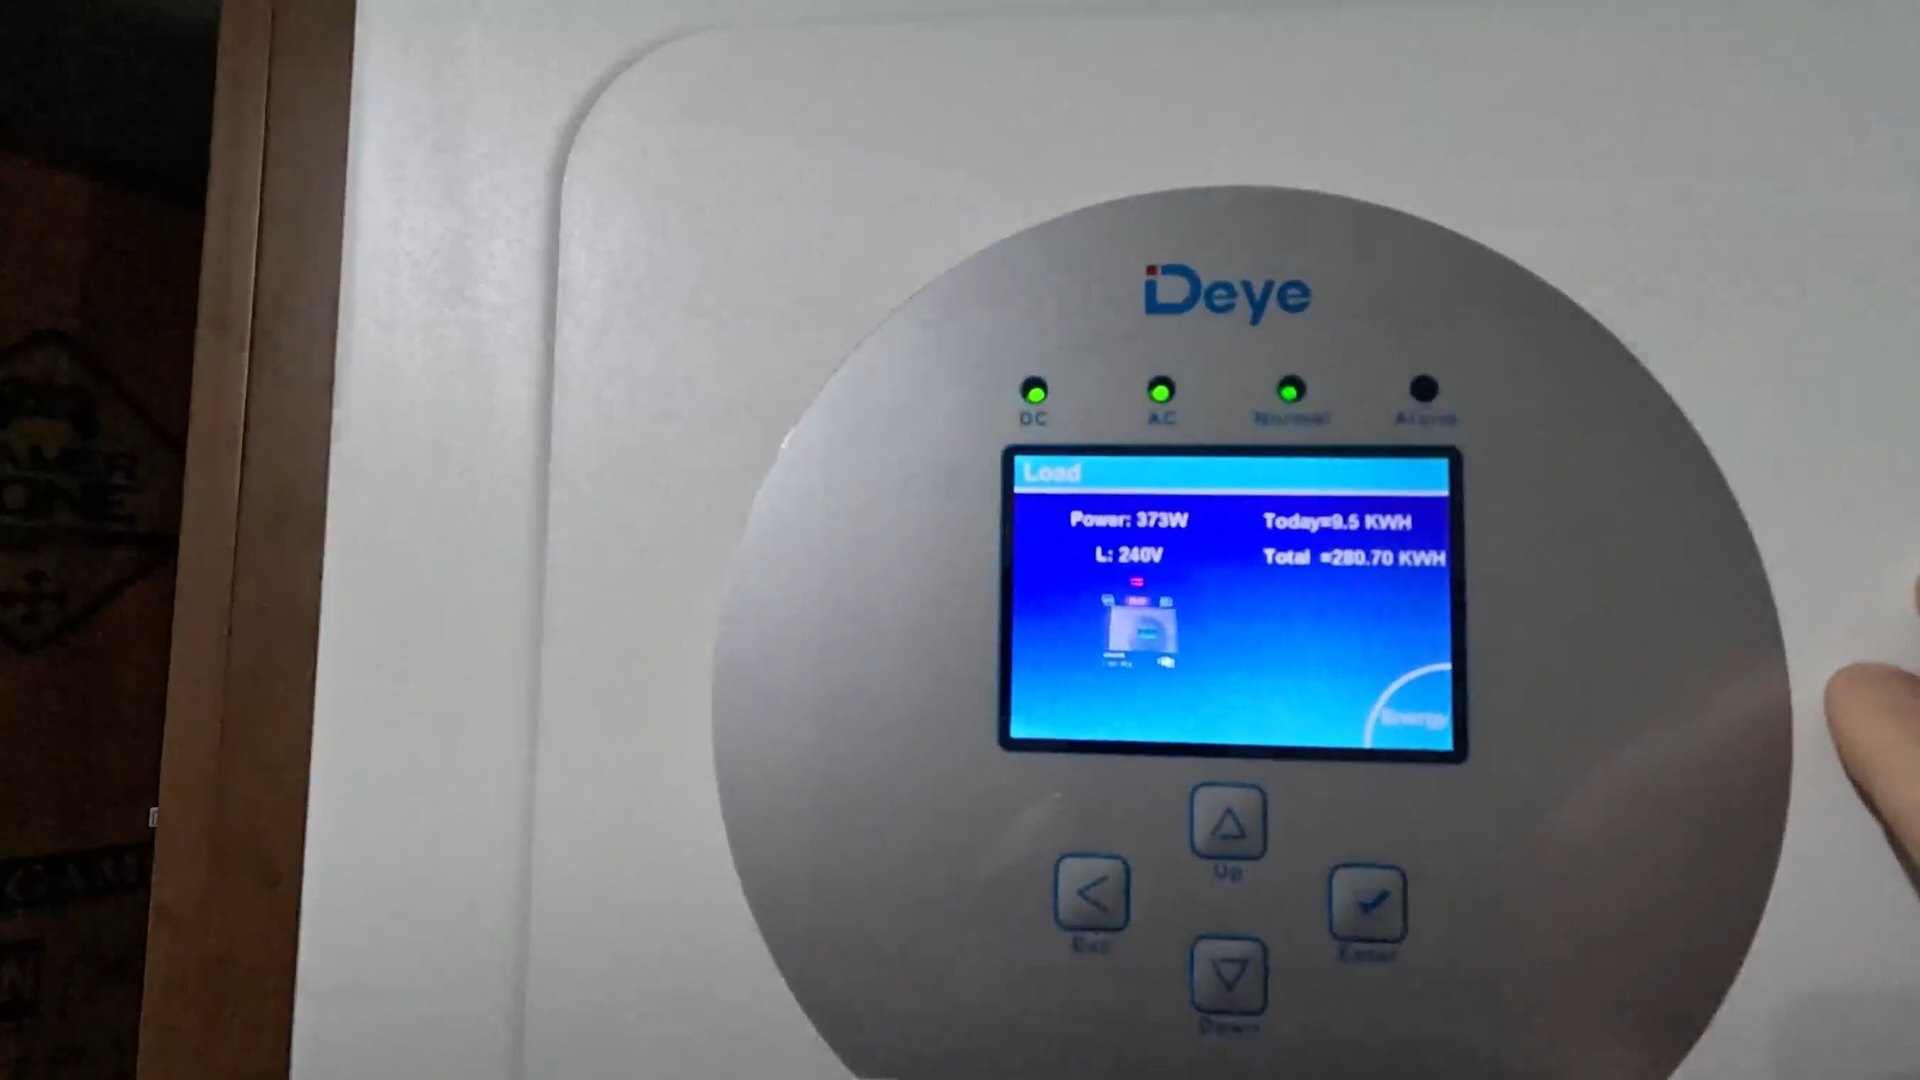 Deye
DC AC Normal Alarm
Load
Power: 373W Today=9.5 KWH
L: 240V Total =280.70 KWH
Energy
Up
Esc Enter
Down
ONE